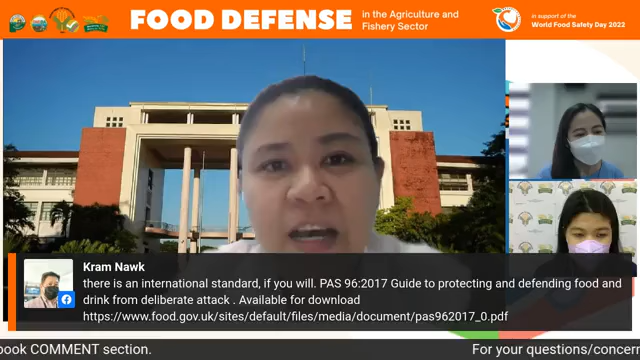 FOOD DEFENSE
in the Agriculture and
Fishery Sector
in support of the
World Food Safety Day 2022
Kram Nawk
there is an international standard, if you will. PAS 96:2017 Guide to protecting and defending food and
drink from deliberate attack . Available for download
https://www.food.gov.uk/sites/default/files/media/document/pas962017_0.pdf
book COMMENT section.
For your questions/concern